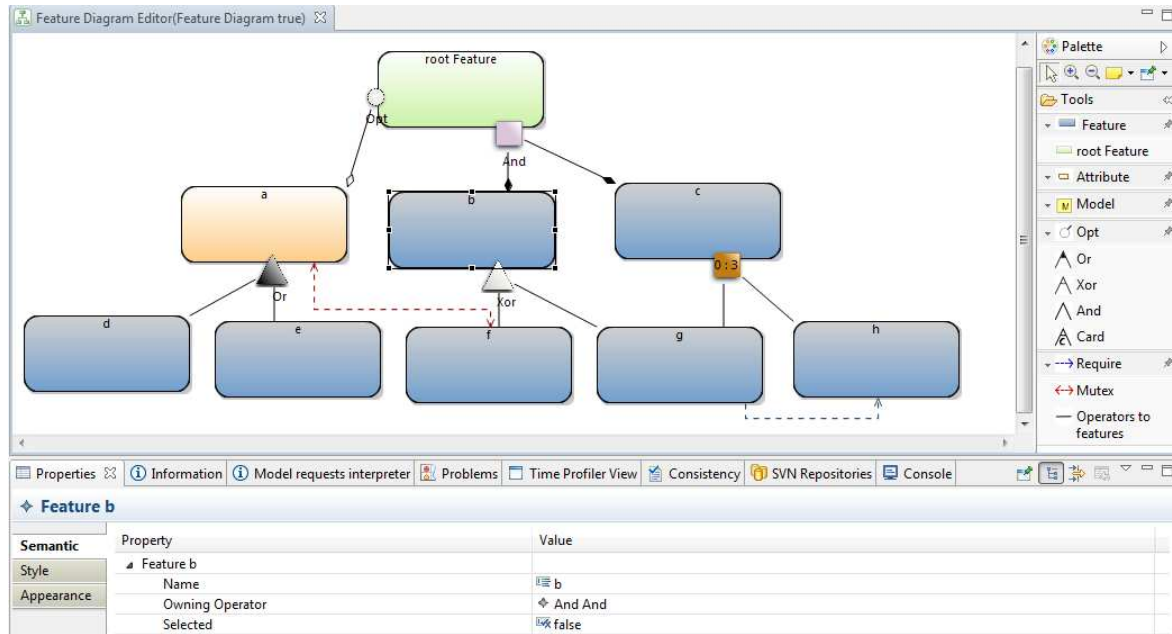 Feature Diagram Editor(Feature Diagram true)
root Feature
Opt
And
a
b
c
0:3
Or
Xor
d
e
f
g
h
Palette
Tools
Feature
root Feature
Attribute
M Model
Opt
Or
Xor
And
Card
Require
Mutex
Operators to
features
Properties Information Model requests interpreter Problems Time Profiler View Consistency SVN Repositories Console
Feature b
Semantic
Style
Appearance
Property Value
Feature b
Name b
Owning Operator And And
Selected false